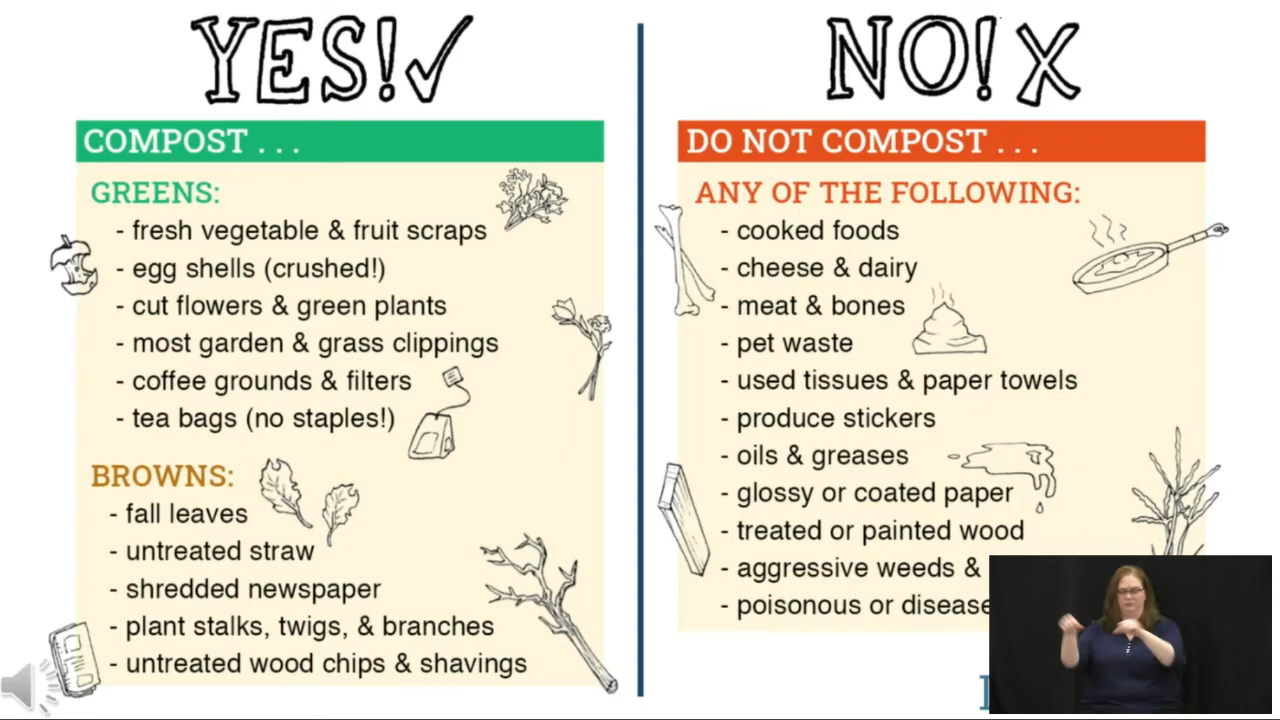 YES!✓
COMPOST . . .
GREENS:
- fresh vegetable & fruit scraps
- egg shells (crushed!)
- cut flowers & green plants
- most garden & grass clippings
- coffee grounds & filters
- tea bags (no staples!)
BROWNS:
- fall leaves
- untreated straw
- shredded newspaper
- plant stalks, twigs, & branches
- untreated wood chips & shavings
NO! X
DO NOT COMPOST . . .
ANY OF THE FOLLOWING:
- cooked foods
- cheese & dairy
- meat & bones
- pet waste
- used tissues & paper towels
- produce stickers
- oils & greases
- glossy or coated paper
- treated or painted wood
- aggressive weeds &
- poisonous or disease